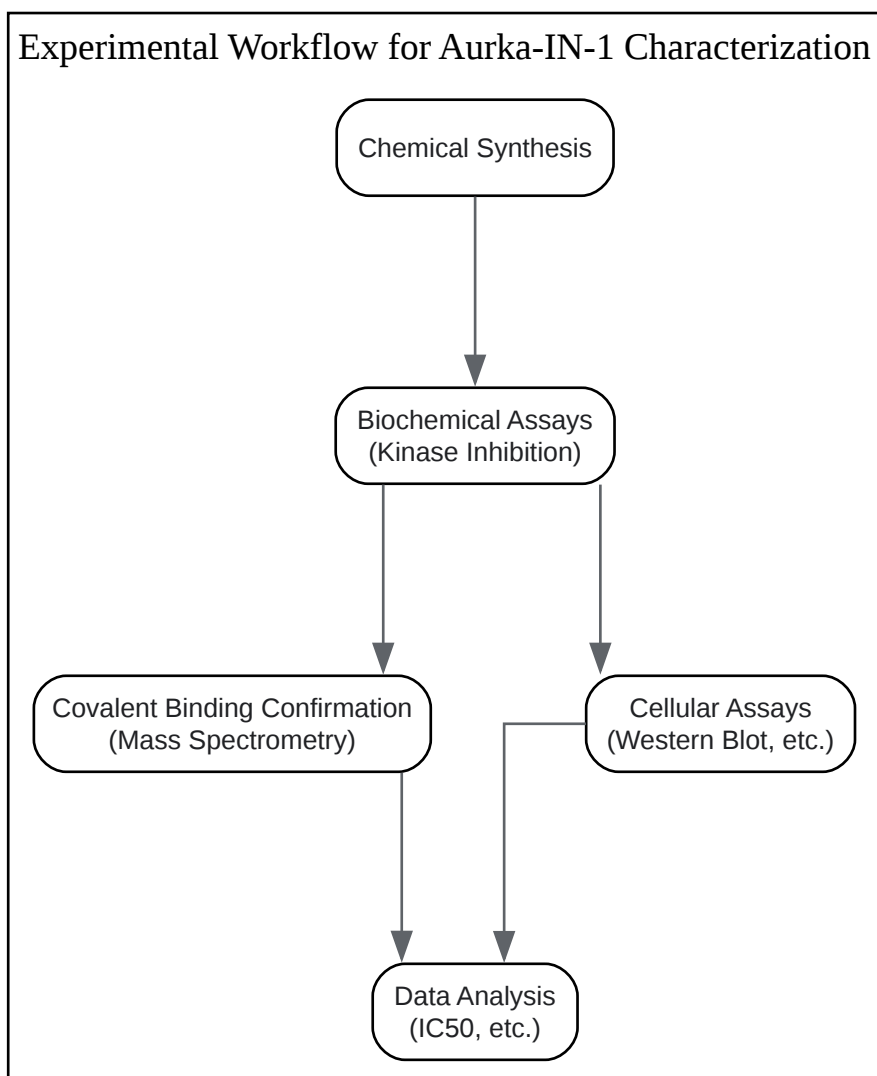 Experimental Workflow for Aurka-IN-1 Characterization
Chemical Synthesis
Biochemical Assays
(Kinase Inhibition)
Covalent Binding Confirmation
(Mass Spectrometry)
Cellular Assays
(Western Blot, etc.)
Data Analysis
(IC50, etc.)